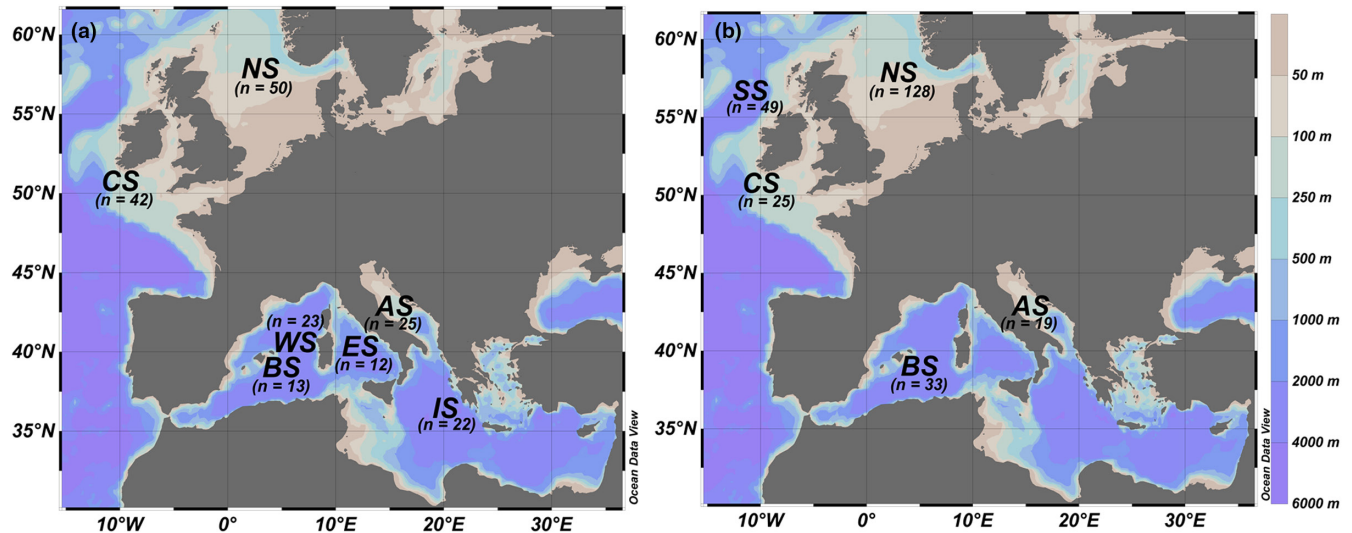 (a)
60°N
55°N
50°N
45°N
40°N
35°N
NS
(n = 50)
CS
(n = 42)
(n = 23)
WS
BS
(n = 13)
ES
(n = 12)
AS
(n = 25)
IS
(n = 22)
10°W
0°
10°E
20°E
30°E
Ocean Data View
(b)
60°N
55°N
50°N
45°N
40°N
35°N
SS
(n = 49)
NS
(n = 128)
CS
(n = 25)
AS
(n = 19)
BS
(n = 33)
10°W
0°
10°E
20°E
30°E
Ocean Data View
50 m
100 m
250 m
500 m
1000 m
2000 m
4000 m
6000 m